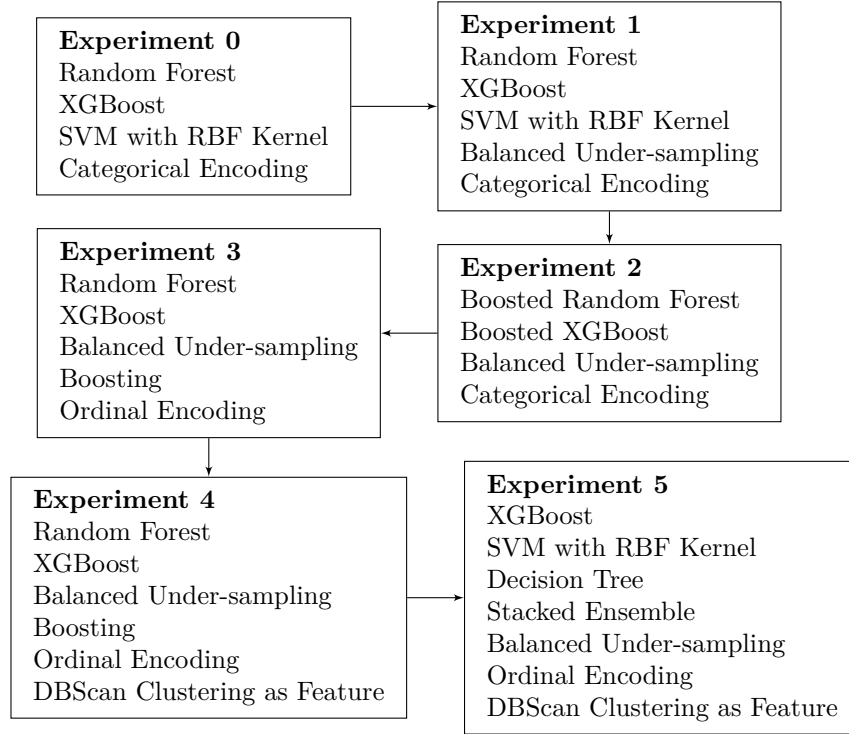 Experiment 0
Random Forest
XGBoost
SVM with RBF Kernel
Categorical Encoding
Experiment 1
Random Forest
XGBoost
SVM with RBF Kernel
Balanced Under-sampling
Categorical Encoding
Experiment 2
Boosted Random Forest
Boosted XGBoost
Balanced Under-sampling
Categorical Encoding
Experiment 3
Random Forest
XGBoost
Balanced Under-sampling
Boosting
Ordinal Encoding
Experiment 4
Random Forest
XGBoost
Balanced Under-sampling
Boosting
Ordinal Encoding
DBScan Clustering as Feature
Experiment 5
XGBoost
SVM with RBF Kernel
Decision Tree
Stacked Ensemble
Balanced Under-sampling
Ordinal Encoding
DBScan Clustering as Feature